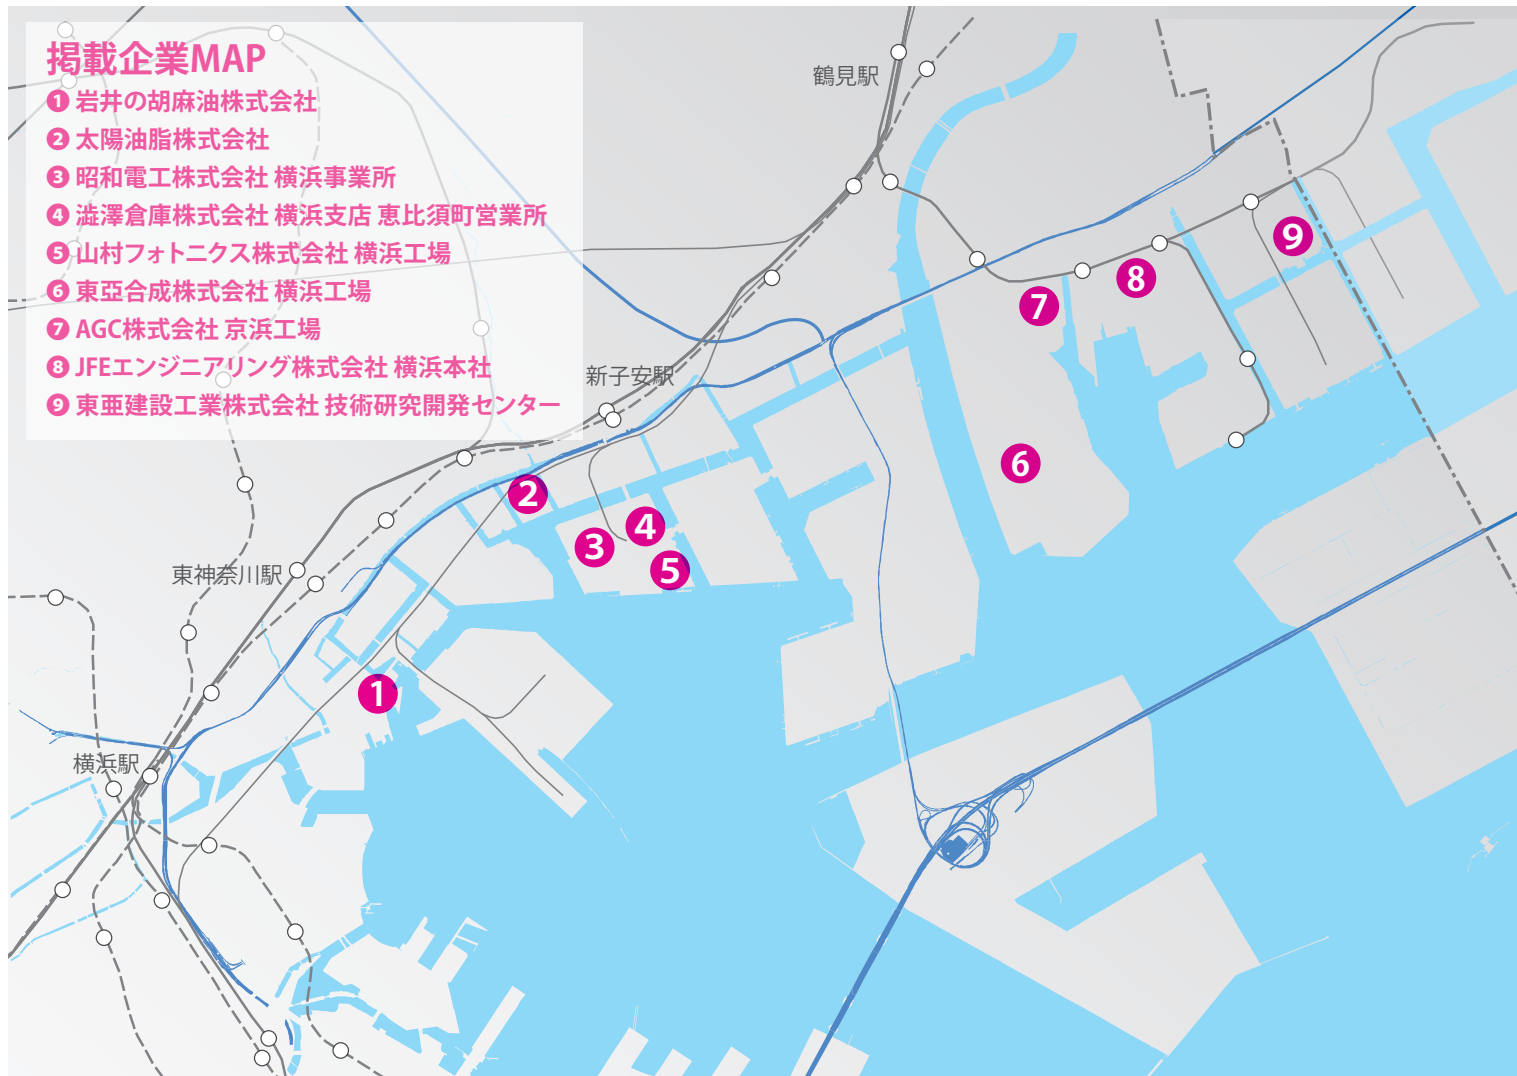 掲載企業MAP
❶ 岩井の胡麻油株式会社
❷ 太陽油脂株式会社
❸ 昭和電工株式会社 横浜事業所
❹ 澁澤倉庫株式会社 横浜支店 恵比須町営業所
❺ 山村フォトニクス株式会社 横浜工場
❻ 東亞合成株式会社 横浜工場
❼ AGC株式会社 京浜工場
❽ JFEエンジニアリング株式会社 横浜本社
❾ 東亜建設工業株式会社 技術研究開発センター
鶴見駅
9
8
7
新子安駅
6
2
4
3
5
東神奈川駅
1
横浜駅